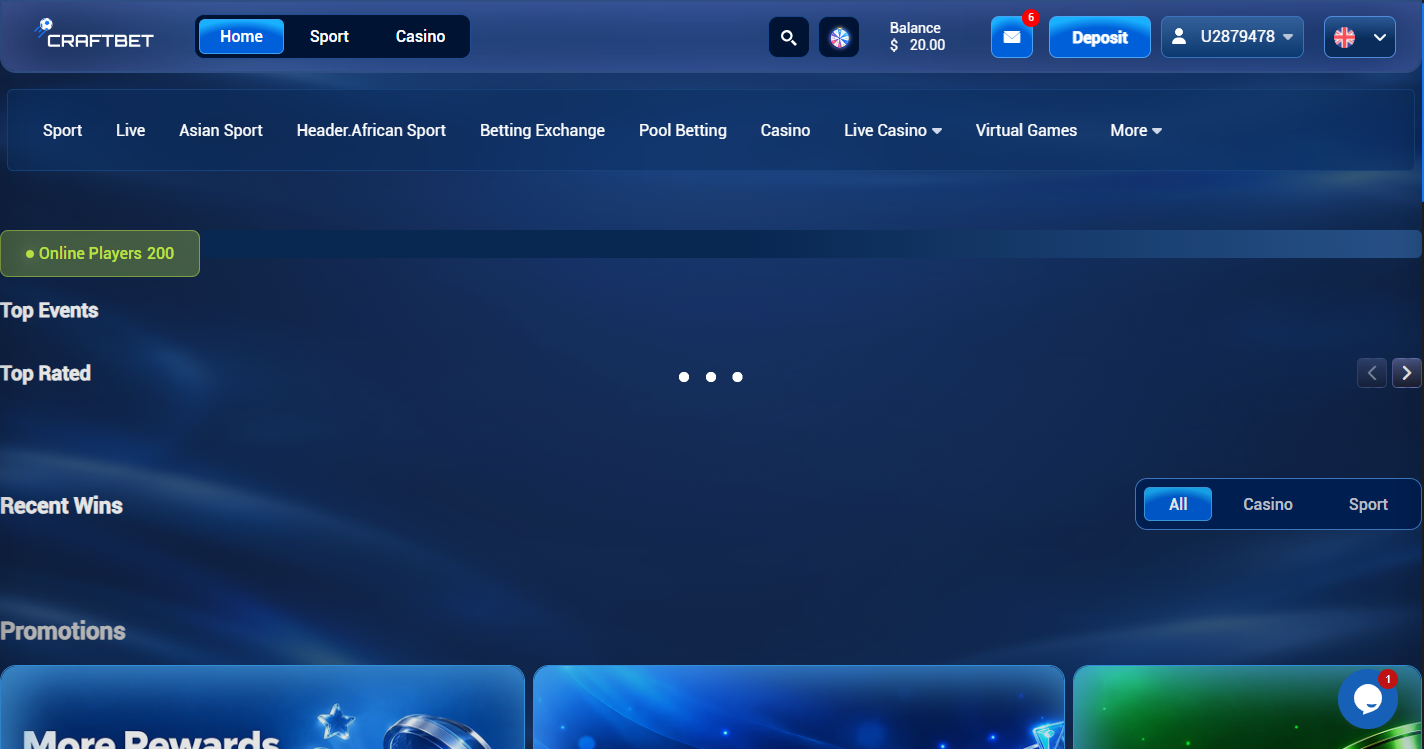 CRAFTBET
Home Sport Casino
Balance
$ 20.00
6
Deposit
U2879478
Sport Live Asian Sport Header.African Sport Betting Exchange Pool Betting Casino Live Casino Virtual Games More
Online Players 200
Top Events
Top Rated
Recent Wins
All Casino Sport
Promotions
1
More Rewards